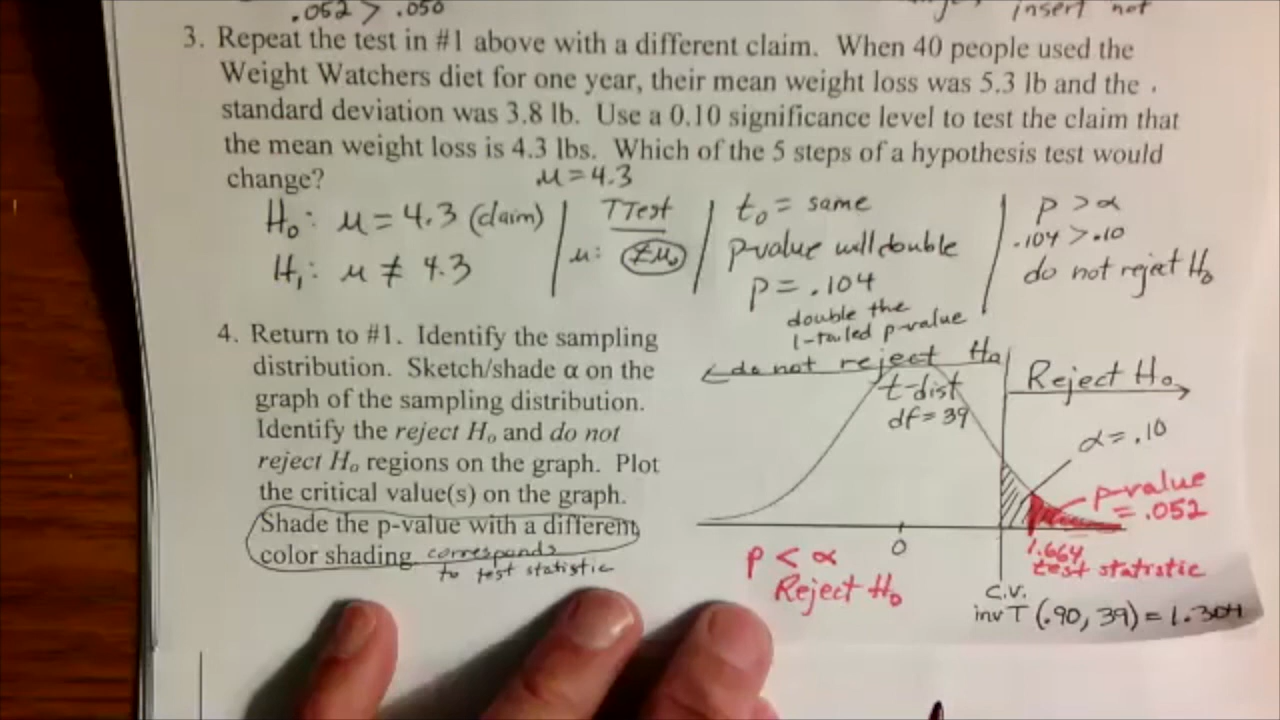 .052 > .050
insert not
3. Repeat the test in #1 above with a different claim. When 40 people used the
Weight Watchers diet for one year, their mean weight loss was 5.3 lb and the
standard deviation was 3.8 lb. Use a 0.10 significance level to test the claim that
the mean weight loss is 4.3 lbs. Which of the 5 steps of a hypothesis test would
change?
μ = 4.3
H₀: μ = 4.3 (claim)
H₁: μ ≠ 4.3
T Test
μ: ≠μ₀
t₀ = same
p-value will double
p = .104
double the
1-tailed p-value
p > α
.104 > .10
do not reject H₀
4. Return to #1. Identify the sampling
distribution. Sketch/shade α on the
graph of the sampling distribution.
Identify the reject H₀ and do not
reject H₀ regions on the graph. Plot
the critical value(s) on the graph.
Shade the p-value with a different
color shading. corresponds
to test statistic
do not reject H₀
Reject H₀
t-dist
df = 39
α = .10
p-value
= .052
0
1.664
test statistic
p < α
Reject H₀
C.V.
invT (.90, 39) = 1.304